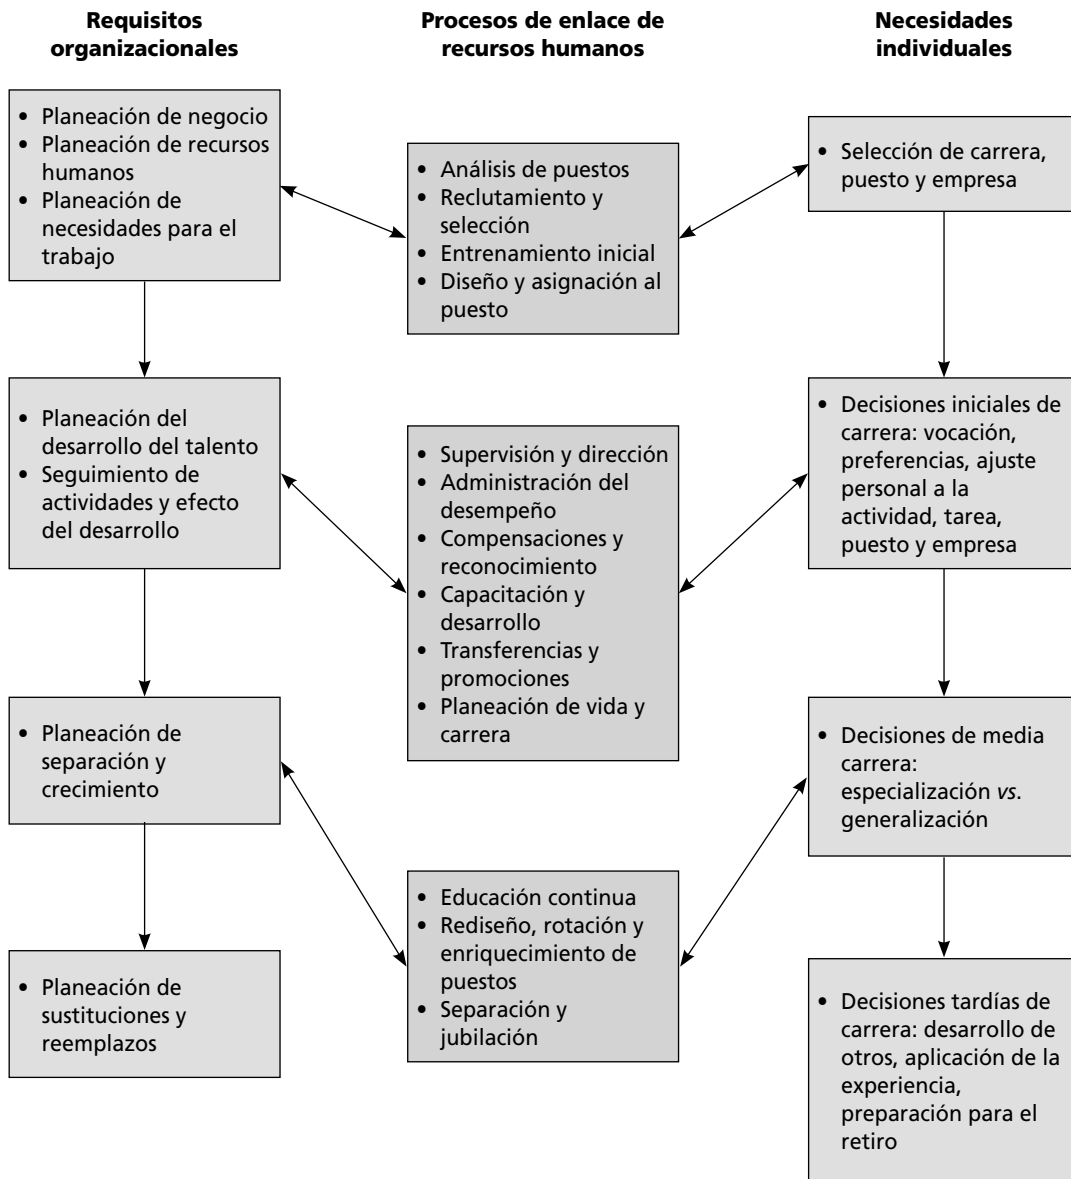 Requisitos
organizacionales
Procesos de enlace de
recursos humanos
Necesidades
individuales
• Planeación de negocio
• Planeación de recursos
humanos
• Planeación de
necesidades para el
trabajo
• Análisis de puestos
• Reclutamiento y
selección
• Entrenamiento inicial
• Diseño y asignación al
puesto
• Selección de carrera,
puesto y empresa
• Planeación del
desarrollo del talento
• Seguimiento de
actividades y efecto
del desarrollo
• Supervisión y dirección
• Administración del
desempeño
• Compensaciones y
reconocimiento
• Capacitación y
desarrollo
• Transferencias y
promociones
• Planeación de vida y
carrera
• Decisiones iniciales de
carrera: vocación,
preferencias, ajuste
personal a la
actividad, tarea,
puesto y empresa
• Planeación de
separación y
crecimiento
• Educación continua
• Rediseño, rotación y
enriquecimiento de
puestos
• Separación y
jubilación
• Decisiones de media
carrera:
especialización vs.
generalización
• Planeación de
sustituciones y
reemplazos
• Decisiones tardías de
carrera: desarrollo de
otros, aplicación de la
experiencia,
preparación para el
retiro